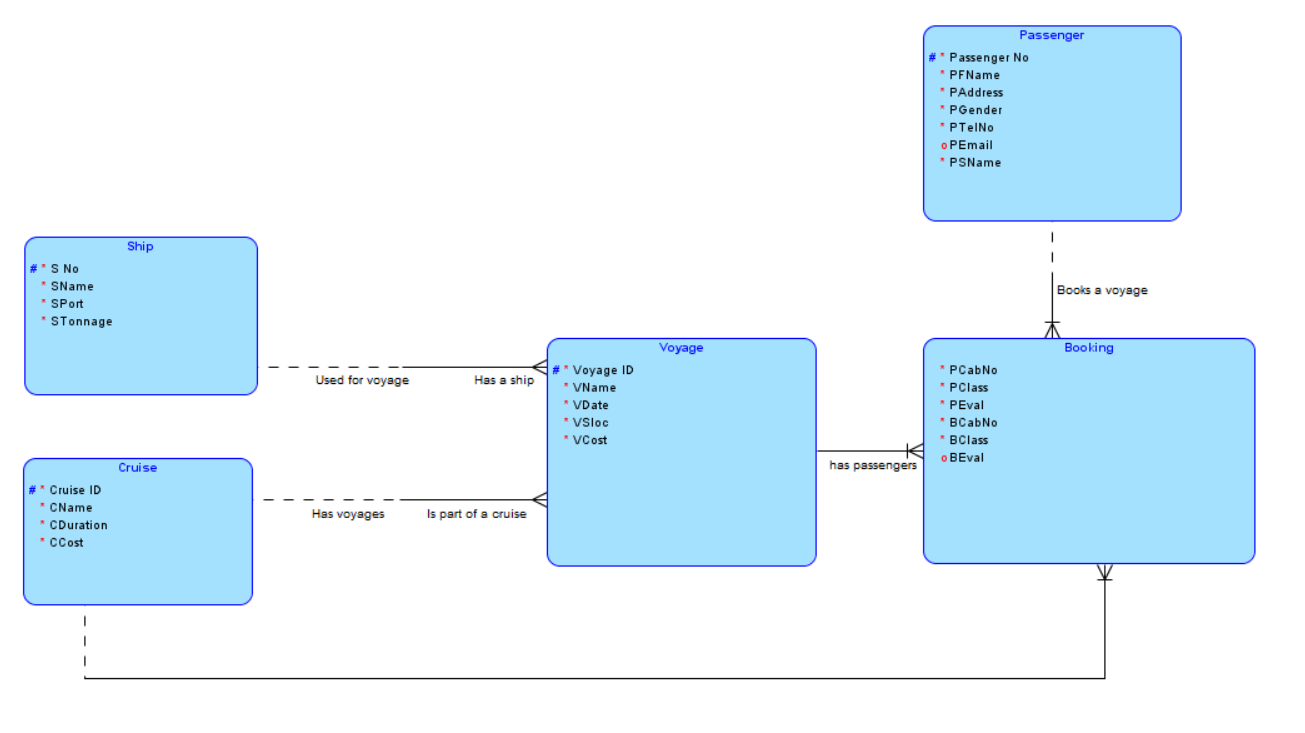 Passenger
# * Passenger No
* PFName
* PAddress
* PGender
* PTelNo
o PEmail
* PSName
Ship
# * S No
* SName
* SPort
* STonnage
Books a voyage
Used for voyage
Has a ship
Voyage
# * Voyage ID
* VName
* VDate
* VSloc
* VCost
Booking
* PCabNo
* PClass
* PEval
* BCabNo
* BClass
o BEval
has passengers
Cruise
# * Cruise ID
* CName
* CDuration
* CCost
Has voyages
Is part of a cruise